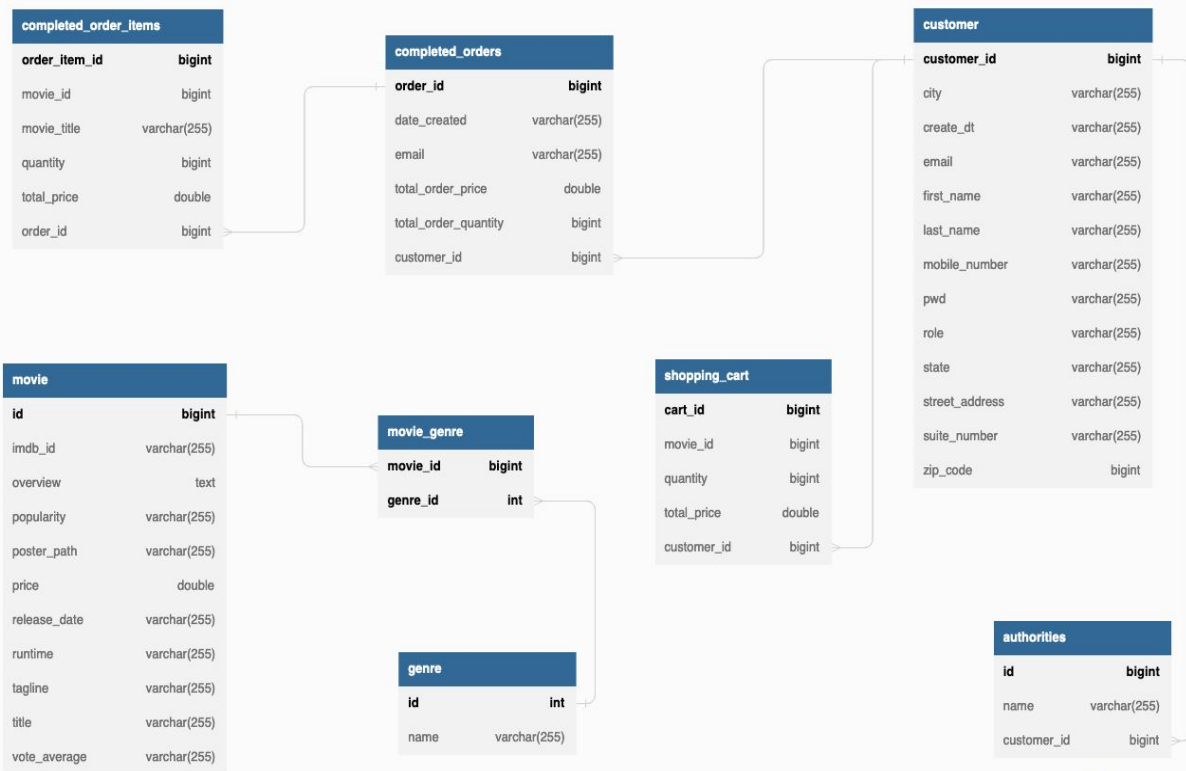 completed_order_items
order_item_id bigint
movie_id bigint
movie_title varchar(255)
quantity bigint
total_price double
order_id bigint
completed_orders
order_id bigint
date_created varchar(255)
email varchar(255)
total_order_price double
total_order_quantity bigint
customer_id bigint
customer
customer_id bigint
city varchar(255)
create_dt varchar(255)
email varchar(255)
first_name varchar(255)
last_name varchar(255)
mobile_number varchar(255)
pwd varchar(255)
role varchar(255)
state varchar(255)
street_address varchar(255)
suite_number varchar(255)
zip_code bigint
movie
id bigint
imdb_id varchar(255)
overview text
popularity varchar(255)
poster_path varchar(255)
price double
release_date varchar(255)
runtime varchar(255)
tagline varchar(255)
title varchar(255)
vote_average varchar(255)
movie_genre
movie_id bigint
genre_id int
shopping_cart
cart_id bigint
movie_id bigint
quantity bigint
total_price double
customer_id bigint
genre
id int
name varchar(255)
authorities
id bigint
name varchar(255)
customer_id bigint